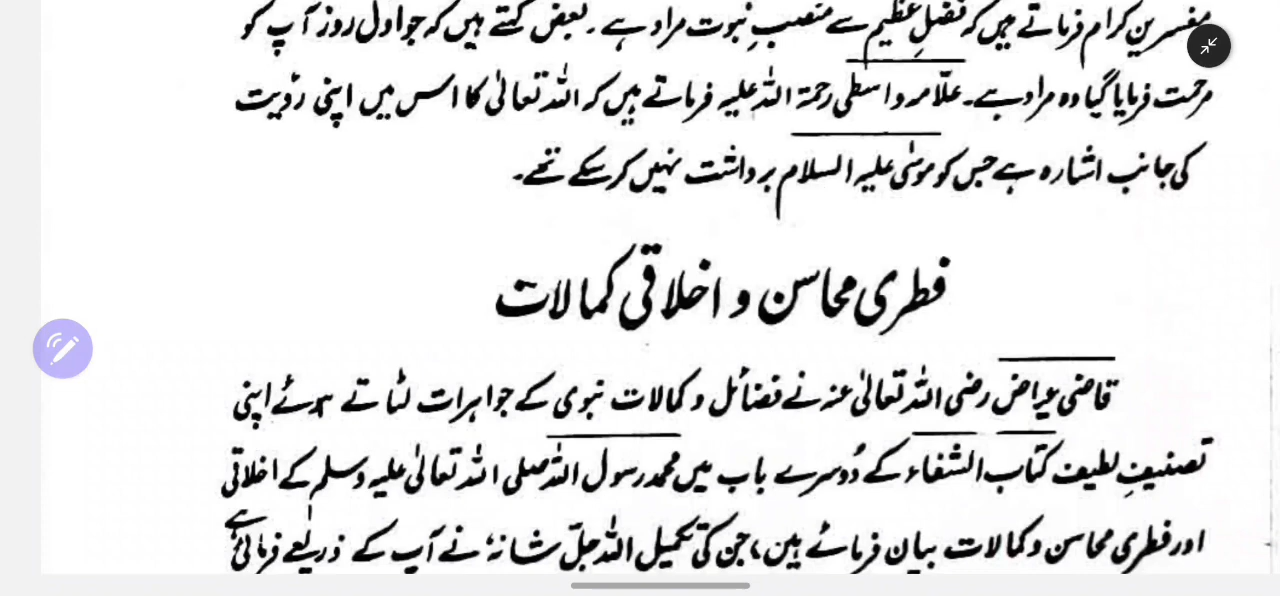 مفسرین کرام فرماتے ہیں کہ فضلِ عظیم سے منصبِ نبوت مراد ہے ۔ بعض کہتے ہیں کہ جو اول روز آپ کو
مرحمت فرمایا گیا وہ مراد ہے۔ علّامہ واسطی رحمۃ اللہ علیہ فرماتے ہیں کہ اللہ تعالیٰ کا اس میں اپنی رؤیت
کی جانب اشارہ ہے جس کو موسٰی علیہ السلام برداشت نہیں کر سکے تھے۔
فطری محاسن و اخلاقی کمالات
قاضی عیاض رضی اللہ تعالیٰ عنہ نے فضائل و کمالات نبوی کے جواہرات لٹاتے ہوئے اپنی
تصنیفِ لطیف کتاب الشفاء کے دُوسرے باب میں محمد رسول اللہ صلی اللہ تعالیٰ علیہ وسلم کے اخلاقی
اور فطری محاسن و کمالات بیان فرمائے ہیں، جن کی تکمیل اللہ جلّ شانہٗ نے آپ کے ذریعے فرمائی ہے